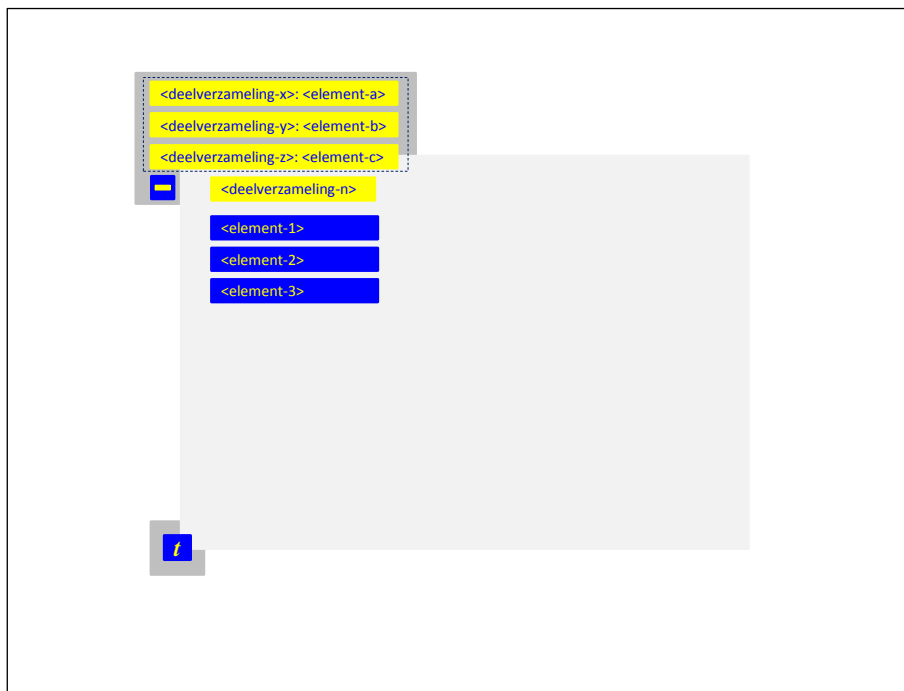 <deelverzameling-x>: <element-a>
<deelverzameling-y>: <element-b>
<deelverzameling-z>: <element-c>
<deelverzameling-n>
<element-1>
<element-2>
<element-3>
t